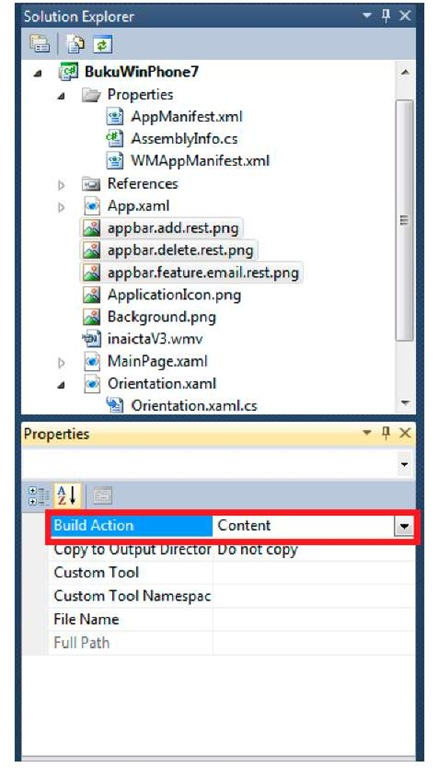 Solution Explorer
BukuWinPhone7
Properties
AppManifest.xml
AssemblyInfo.cs
WMAppManifest.xml
References
App.xaml
appbar.add.rest.png
appbar.delete.rest.png
appbar.feature.email.rest.png
ApplicationIcon.png
Background.png
inaictaV3.wmv
MainPage.xaml
Orientation.xaml
Orientation.xaml.cs
Properties
Build Action Content
Copy to Output Director Do not copy
Custom Tool
Custom Tool Namespac
File Name
Full Path